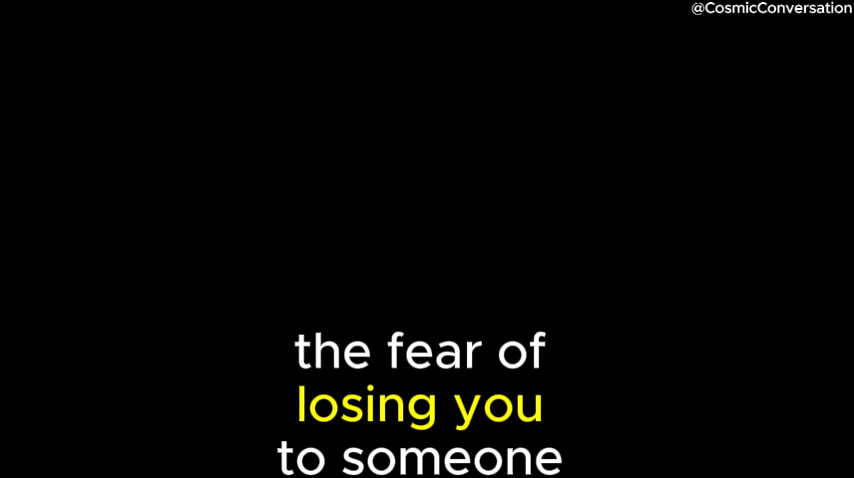 @CosmicConversation
the fear of
losing you
to someone